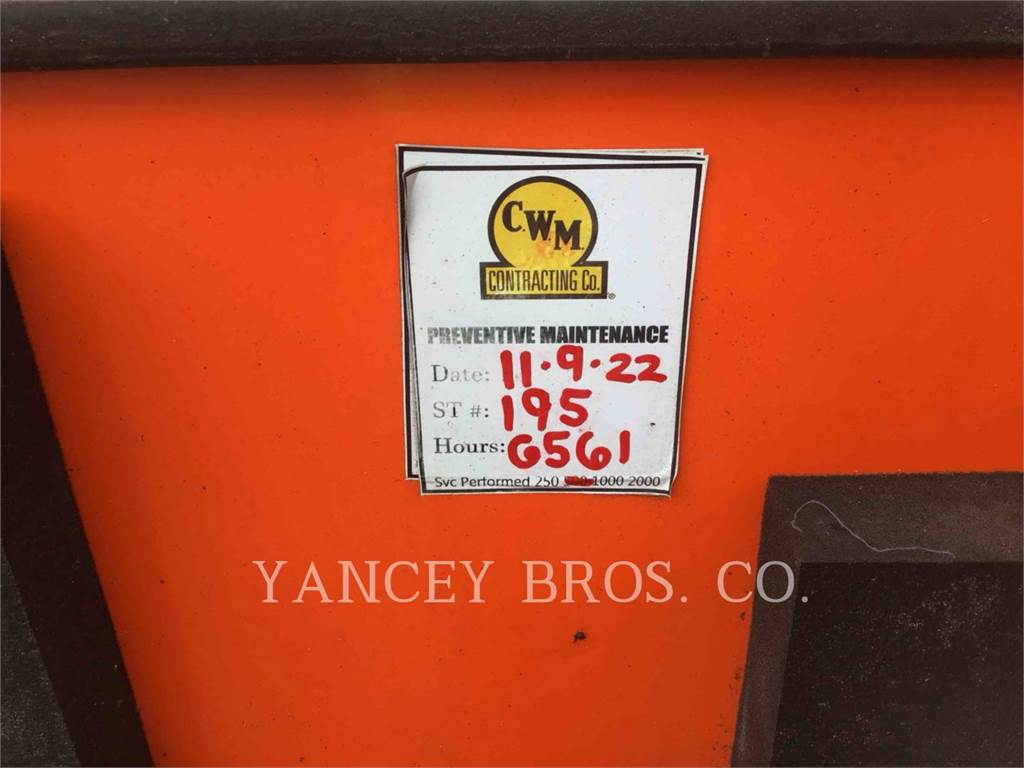 C.W.M.
CONTRACTING Co.®
PREVENTIVE MAINTENANCE
Date: 11.9.22
ST #: 195
Hours: 6561
Svc Performed 250 500 1000 2000
YANCEY BROS. CO.